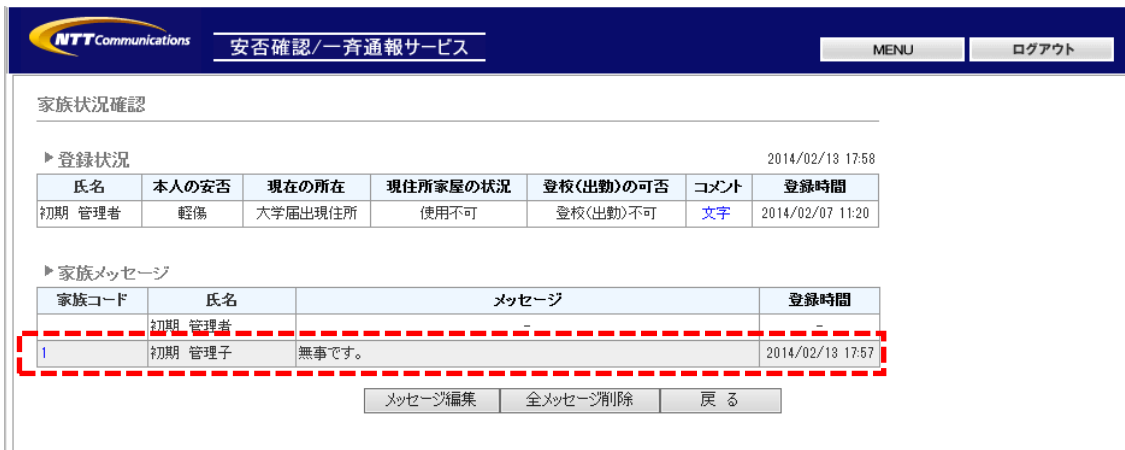 NTT Communications 安否確認/一斉通報サービス MENU ログアウト
家族状況確認
登録状況 2014/02/13 17:58
氏名 本人の安否 現在の所在 現住所家屋の状況 登校(出勤)の可否 コメント 登録時間
初期 管理者 軽傷 大学届出現住所 使用不可 登校(出勤)不可 文字 2014/02/07 11:20
家族メッセージ
家族コード 氏名 メッセージ 登録時間
初期 管理者 - -
1 初期 管理子 無事です。 2014/02/13 17:57
メッセージ編集 全メッセージ削除 戻 る